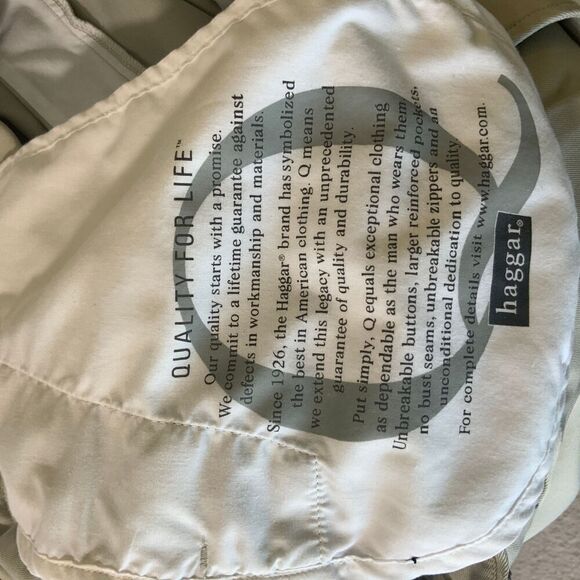 QUALITY FOR LIFE™
Our quality starts with a promise.
We commit to a lifetime guarantee against
defects in workmanship and materials.
Since 1926, the Haggar® brand has symbolized
the best in American clothing. Q means
we extend this legacy with an unprecedented
guarantee of quality and durability.
Put simply, Q equals exceptional clothing
as dependable as the man who wears them:
Unbreakable buttons, larger reinforced pockets,
no bust seams, unbreakable zippers and an
unconditional dedication to quality.
For complete details visit www.haggar.com.
haggar®